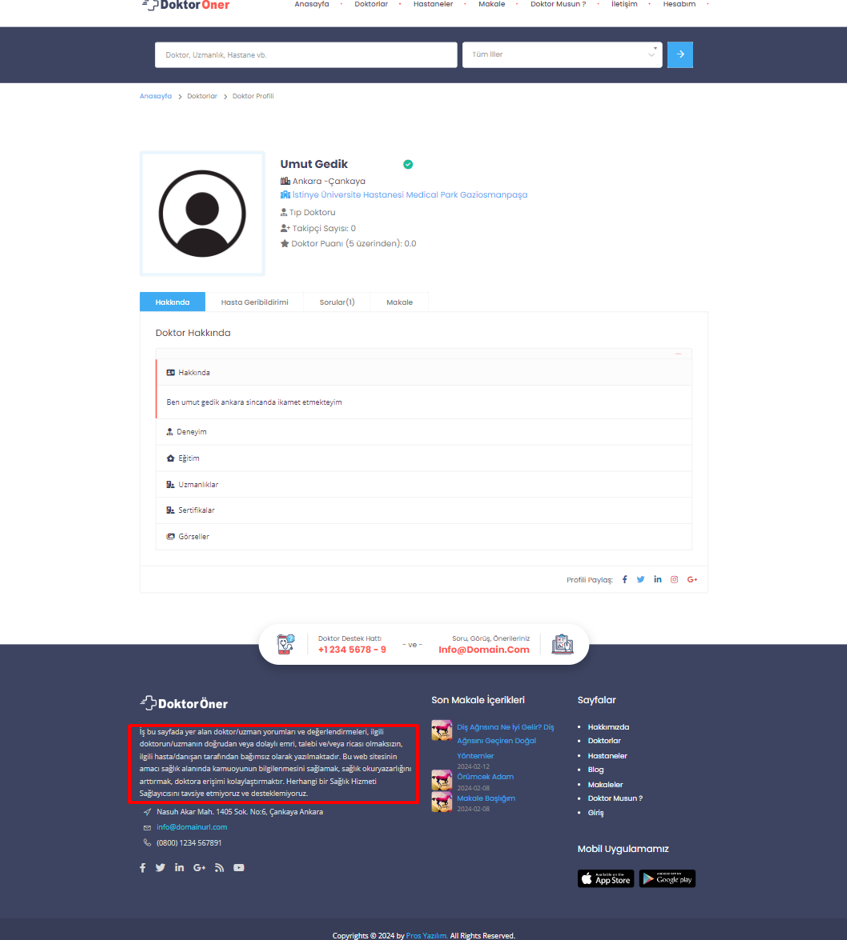 DoktorÖner
Anasayfa
Doktorlar
Hastaneler
Makale
Doktor Musun ?
İletişim
Hesabım
Doktor, Uzmanlık, Hastane vb.
Tüm İller
Anasayfa > Doktorlar > Doktor Profili
Umut Gedik
Ankara -Çankaya
İstinye Üniversite Hastanesi Medical Park Gaziosmanpaşa
Tıp Doktoru
Takipçi Sayısı: 0
Doktor Puanı (5 üzerinden): 0.0
Hakkında
Hasta Geribildirimi
Sorular(1)
Makale
Doktor Hakkında
Hakkında
Ben umut gedik ankara sincanda ikamet etmekteyim
Deneyim
Eğitim
Uzmanlıklar
Sertifikalar
Görseller
Profili Paylaş:
Doktor Destek Hattı
+1 234 5678 - 9
- ve -
Soru, Görüş, Önerileriniz
Info@Domain.Com
DoktorÖner
İş bu sayfada yer alan doktor/uzman yorumları ve değerlendirmeleri, ilgili
doktorun/uzmanın doğrudan veya dolaylı emri, talebi ve/veya ricası olmaksızın,
ilgili hasta/danışan tarafından bağımsız olarak yazılmaktadır. Bu web sitesinin
amacı sağlık alanında kamuoyunun bilgilenmesini sağlamak, sağlık okuryazarlığını
arttırmak, doktora erişimi kolaylaştırmaktır. Herhangi bir Sağlık Hizmeti
Sağlayıcısını tavsiye etmiyoruz ve desteklemiyoruz.
Nasuh Akar Mah. 1405 Sok. No:6, Çankaya Ankara
info@domainurl.com
(0800) 1234 567891
Son Makale İçerikleri
Diş Ağrısına Ne İyi Gelir? Diş
Ağrısını Geçiren Doğal
Yöntemler
2024-02-12
Örümcek Adam
2024-02-08
Makale Başlığım
2024-02-08
Sayfalar
Hakkımızda
Doktorlar
Hastaneler
Blog
Makaleler
Doktor Musun ?
Giriş
Mobil Uygulamamız
Available on the
App Store
Google play
Copyrights © 2024 by Pros Yazılım. All Rights Reserved.